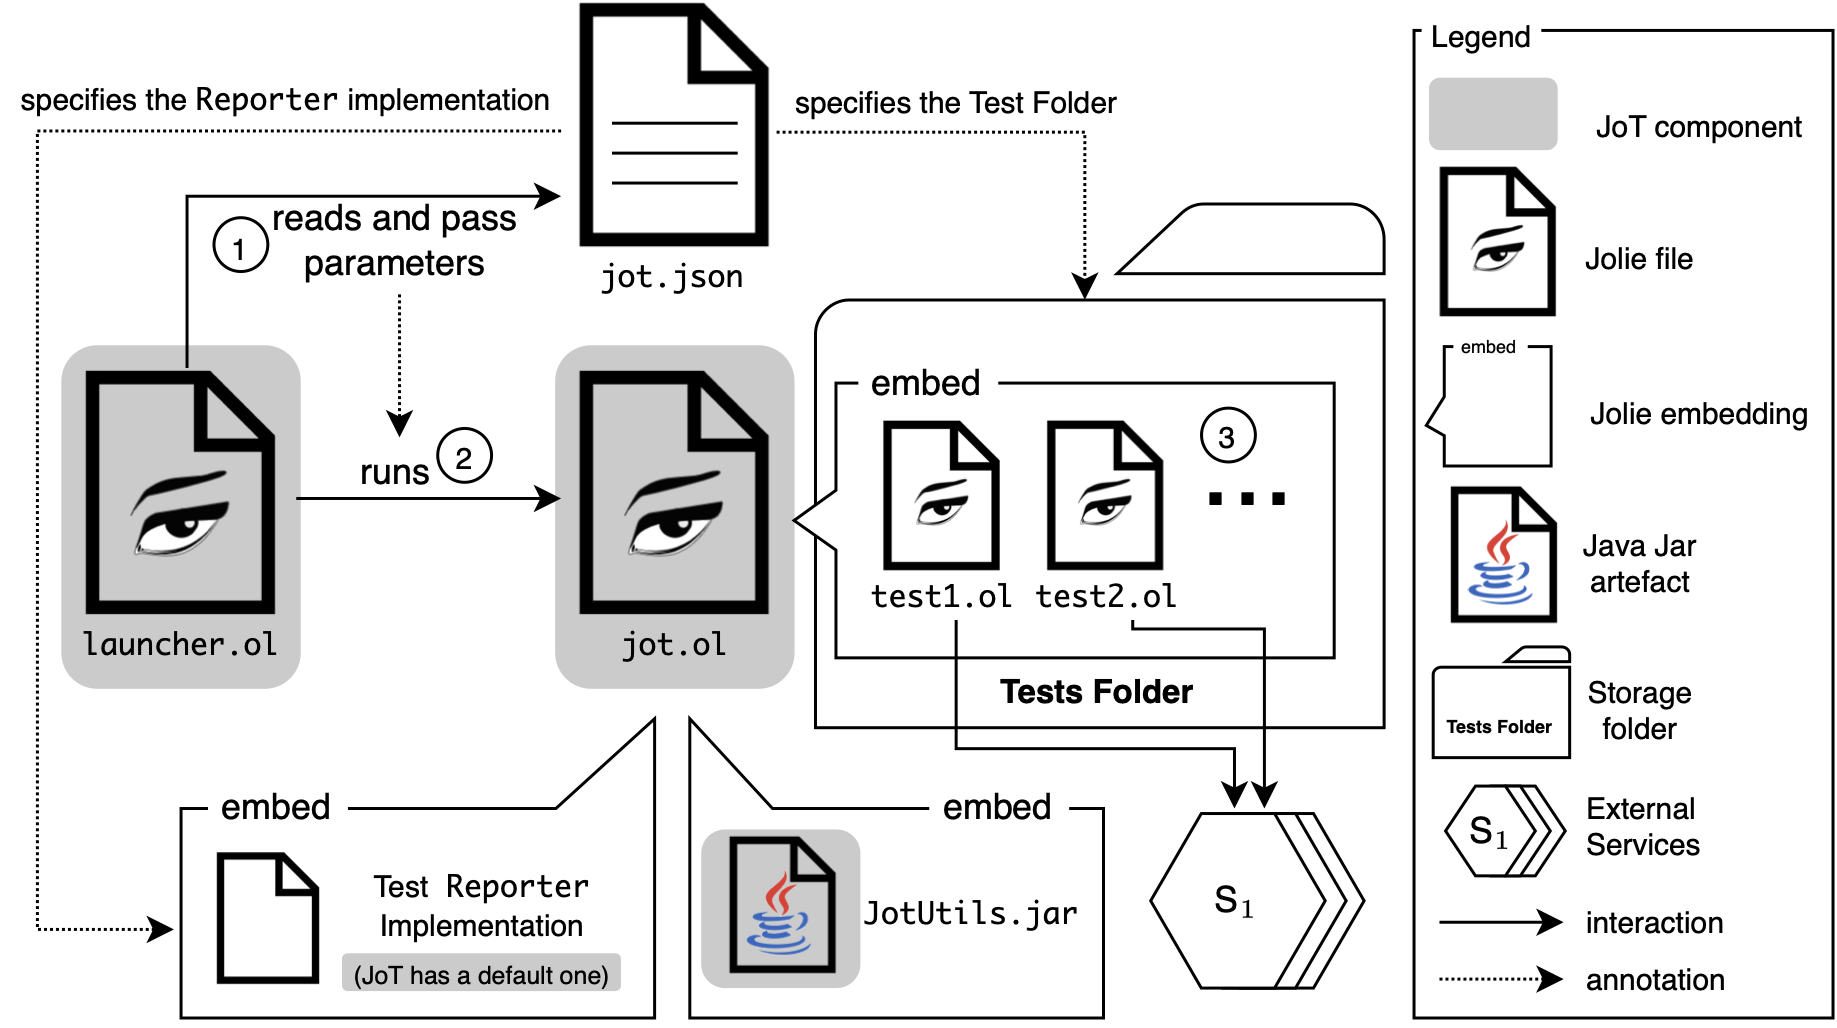 specifies the Reporter implementation
specifies the Test Folder
1
reads and pass
parameters
jot.json
runs
2
launcher.ol
jot.ol
embed
3
test1.ol
test2.ol
Tests Folder
embed
Test Reporter
Implementation
(JoT has a default one)
embed
JotUtils.jar
S₁
Legend
JoT component
Jolie file
embed
Jolie embedding
Java Jar
artefact
Tests Folder
Storage
folder
S₁
External
Services
interaction
annotation